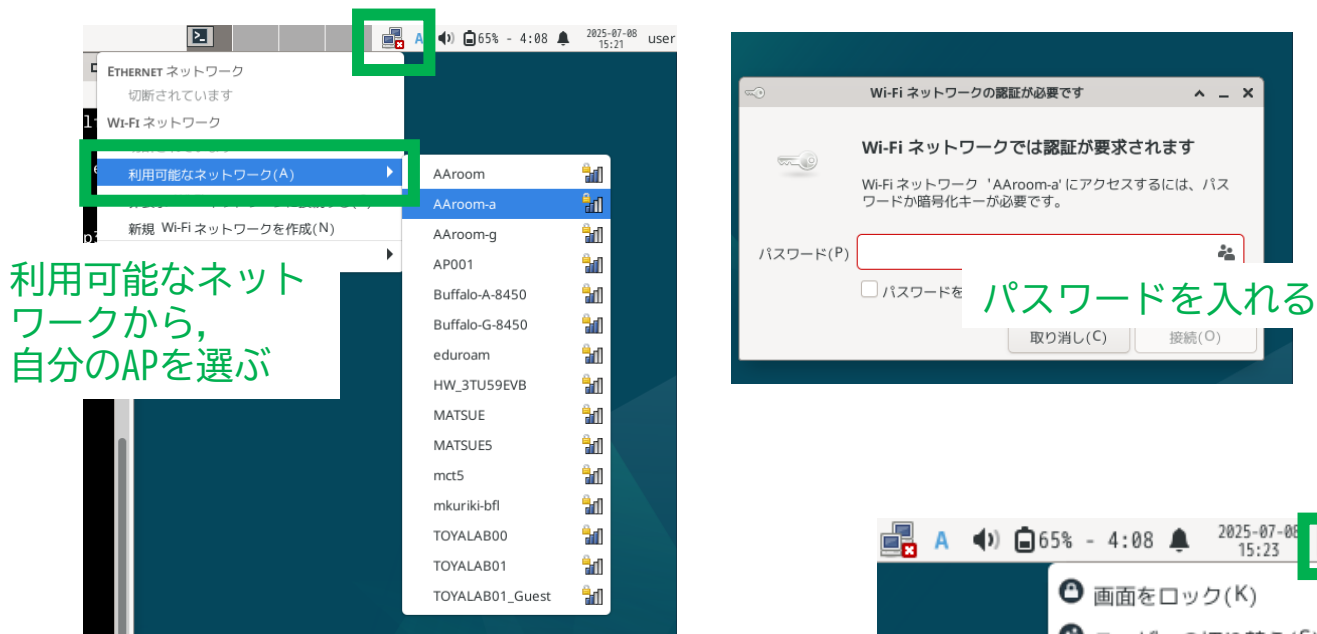 A 65% - 4:08 2025-07-08 15:21 user
ETHERNET ネットワーク
切断されています
WI-FI ネットワーク
利用可能なネットワーク(A)
新規 Wi-Fi ネットワークを作成(N)
AAroom
AAroom-a
AAroom-g
AP001
Buffalo-A-8450
Buffalo-G-8450
eduroam
HW_3TU59EVB
MATSUE
MATSUE5
mct5
mkuriki-bfl
TOYALAB00
TOYALAB01
TOYALAB01_Guest
利用可能なネット
ワークから，
自分のAPを選ぶ
Wi-Fi ネットワークの認証が必要です
Wi-Fi ネットワークでは認証が要求されます
Wi-Fi ネットワーク 'AAroom-a' にアクセスするには、パス
ワードか暗号化キーが必要です。
パスワード(P)
パスワードを
パスワードを入れる
取り消し(C) 接続(O)
A 65% - 4:08 2025-07-08
15:23
画面をロック(K)